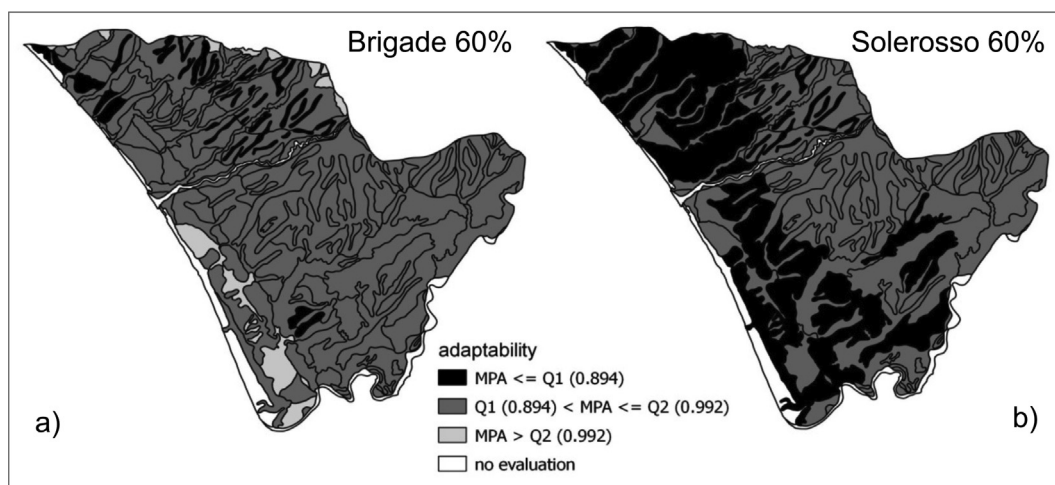 Brigade 60%
Solerosso 60%
adaptability
MPA <= Q1 (0.894)
Q1 (0.894) < MPA <= Q2 (0.992)
MPA > Q2 (0.992)
no evaluation
a)
b)